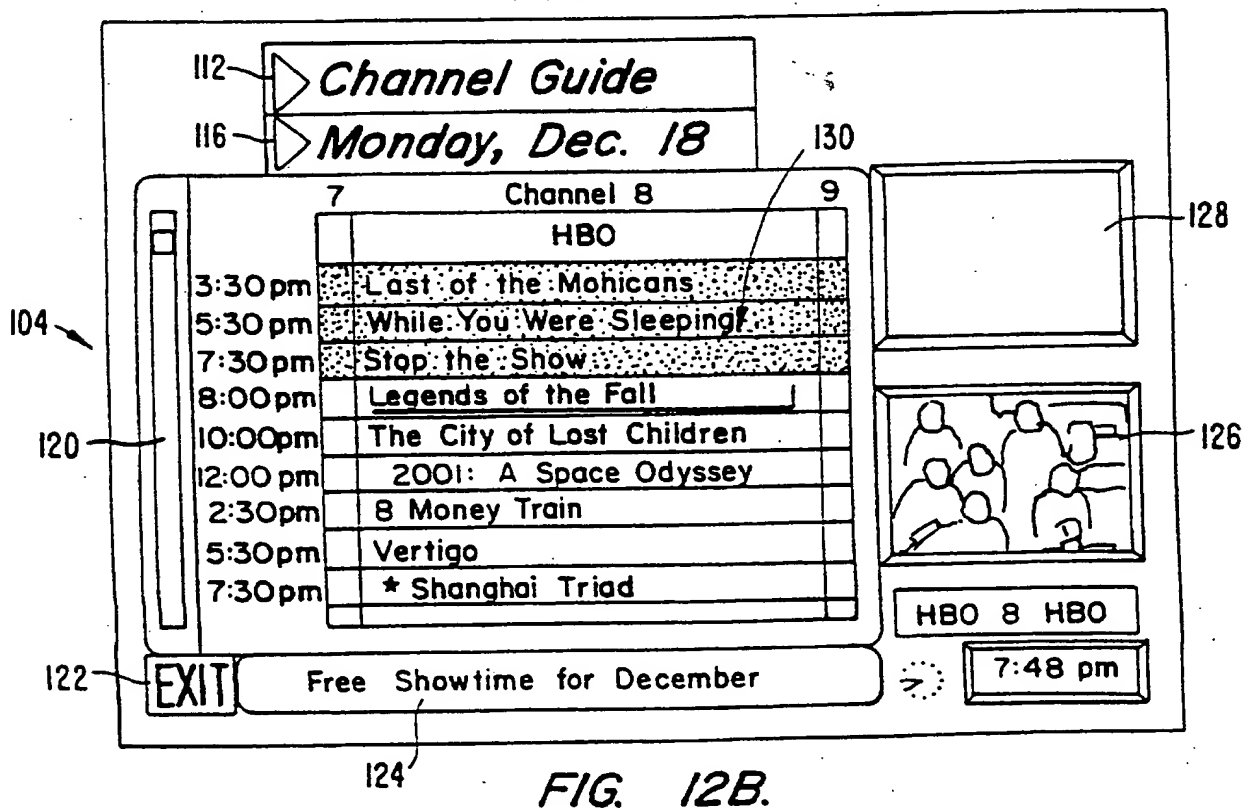 112
Channel Guide
116
Monday, Dec. 18
130
7 Channel 8 9
HBO
128
3:30pm Last of the Mohicans
104
5:30pm While You Were Sleeping
7:30pm Stop the Show
8:00pm Legends of the Fall
120
10:00pm The City of Lost Children
126
12:00 pm 2001: A Space Odyssey
2:30pm 8 Money Train
5:30pm Vertigo
7:30pm * Shanghai Triad
HBO 8 HBO
122
EXIT
Free Showtime for December
7:48 pm
124
FIG. 12B.